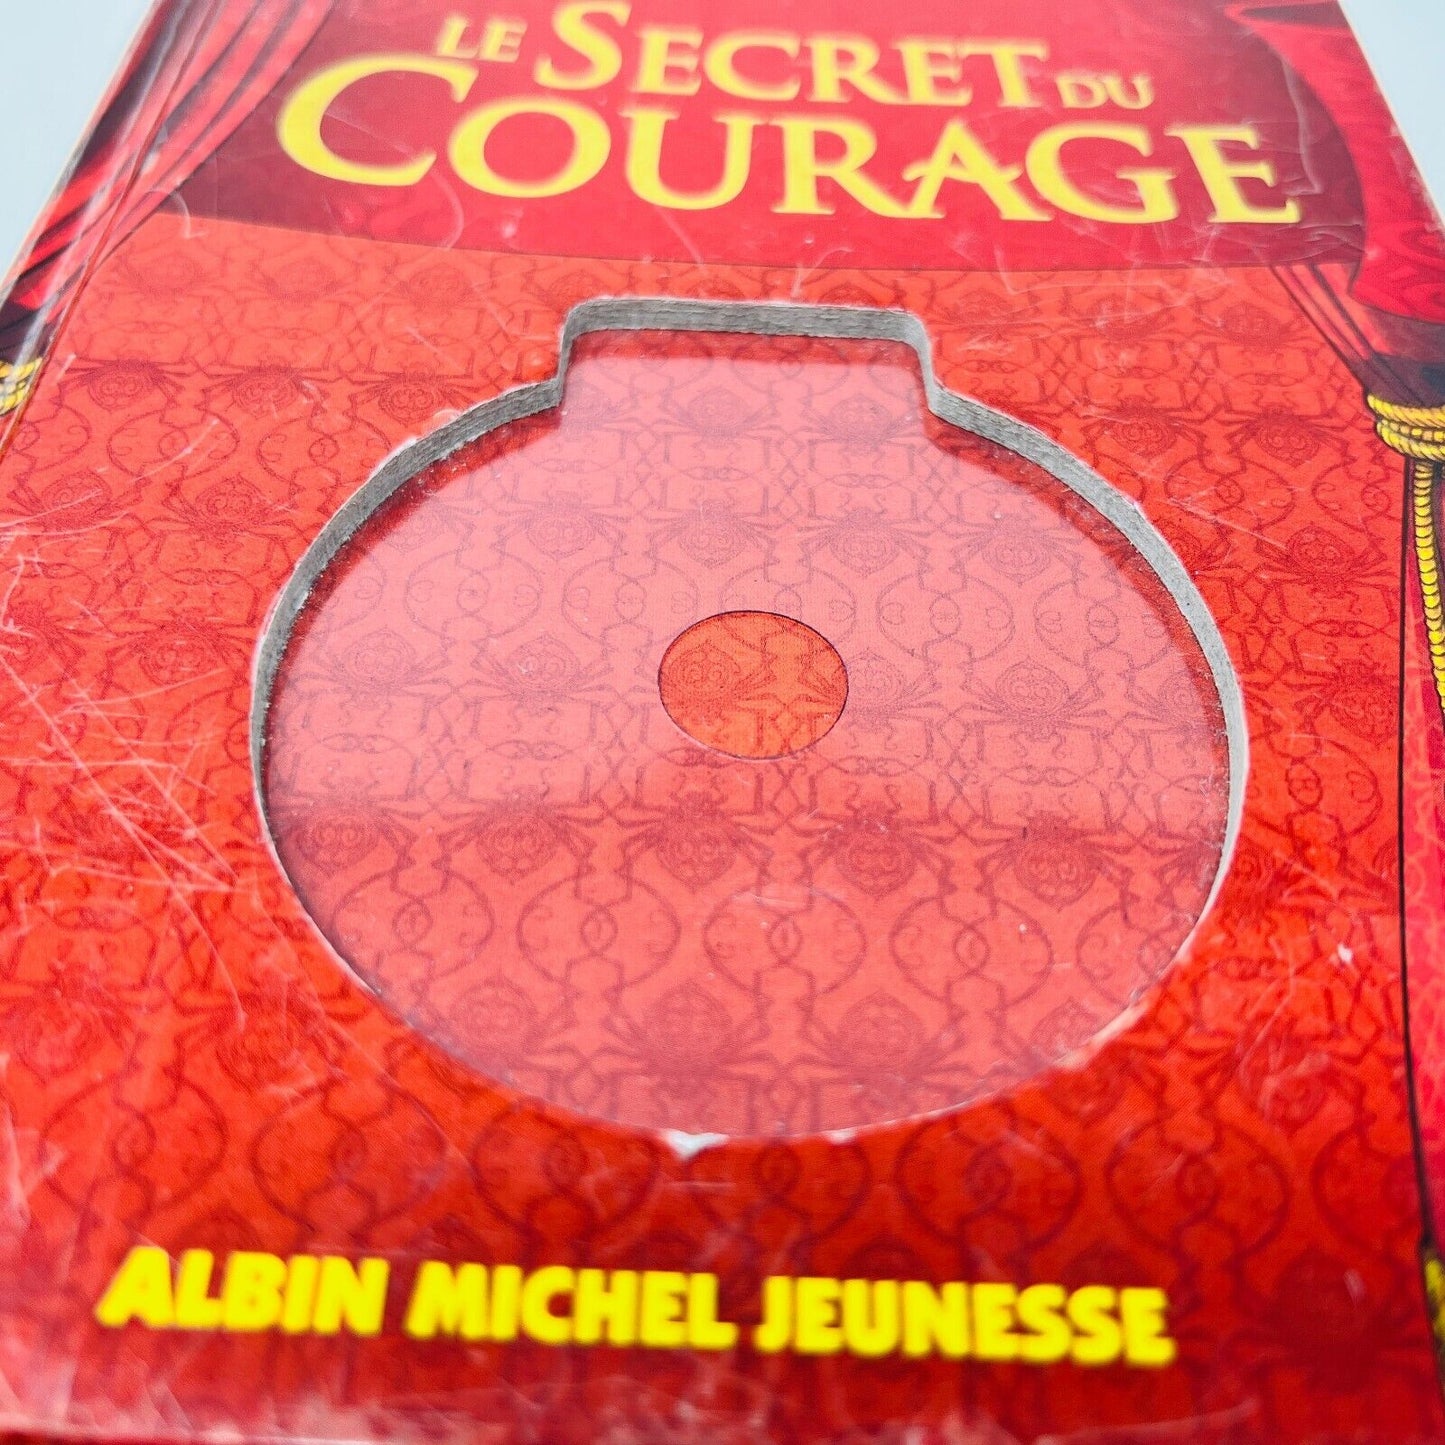 LE SECRET DU
COURAGE
ALBIN MICHEL JEUNESSE